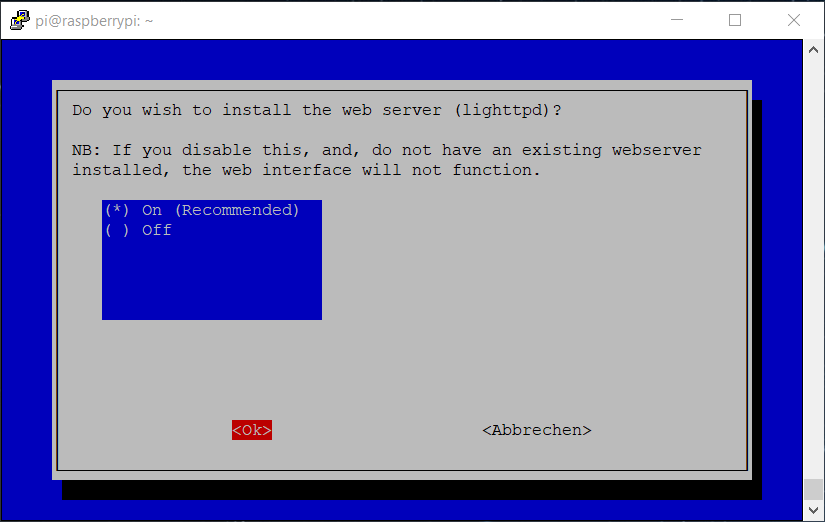 pi@raspberrypi: ~
Do you wish to install the web server (lighttpd)?
NB: If you disable this, and, do not have an existing webserver
installed, the web interface will not function.
(*) On (Recommended)
( ) Off
<Ok> <Abbrechen>